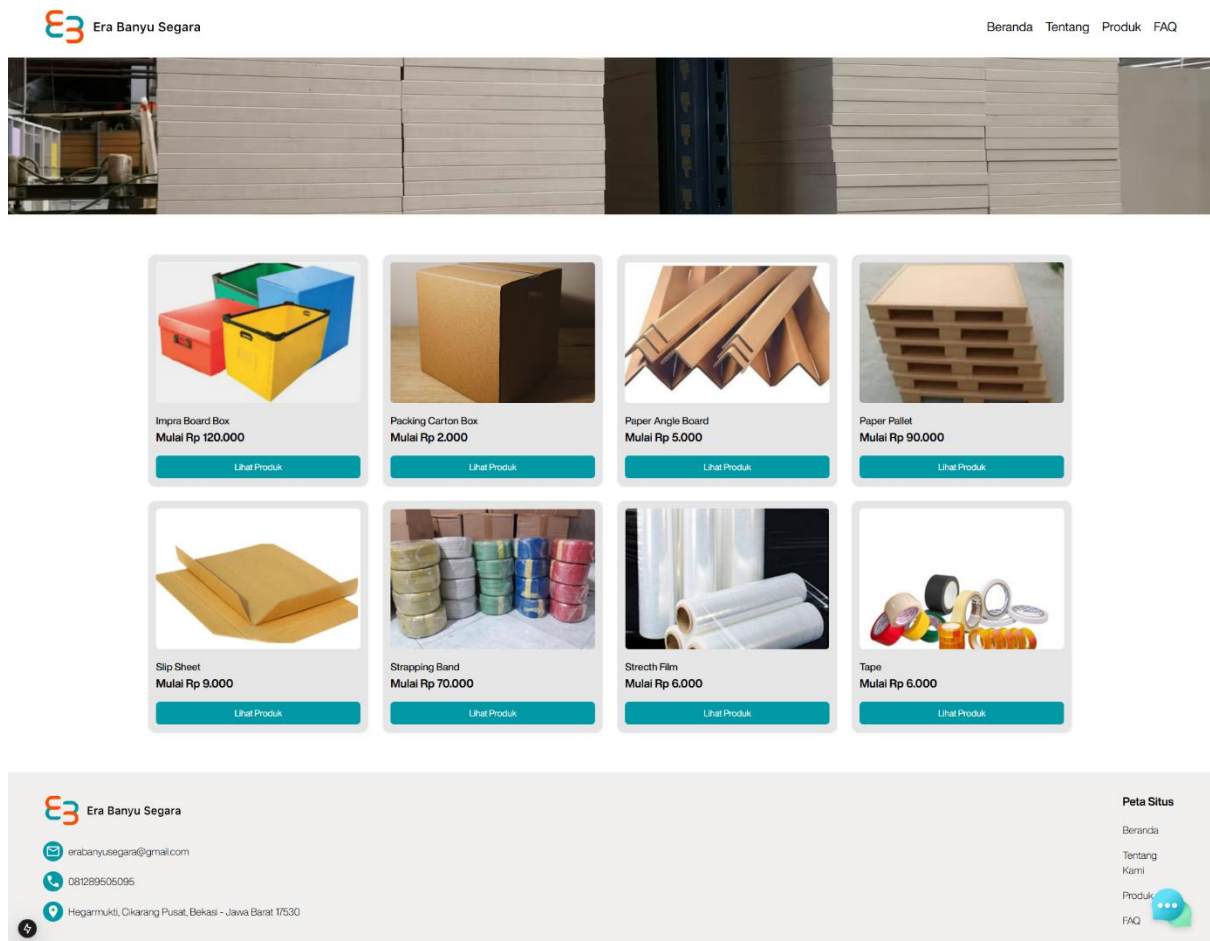 Era Banyu Segara
Beranda Tentang Produk FAQ
Impra Board Box
Mulai Rp 120.000
Lihat Produk
Packing Carton Box
Mulai Rp 2.000
Lihat Produk
Paper Angle Board
Mulai Rp 5.000
Lihat Produk
Paper Pallet
Mulai Rp 90.000
Lihat Produk
Slip Sheet
Mulai Rp 9.000
Lihat Produk
Strapping Band
Mulai Rp 70.000
Lihat Produk
Strecth Film
Mulai Rp 6.000
Lihat Produk
Tape
Mulai Rp 6.000
Lihat Produk
Era Banyu Segara
erabanyusegara@gmail.com
081289505095
Hegarmukti, Cikarang Pusat, Bekasi - Jawa Barat 17530
Peta Situs
Beranda
Tentang
Kami
Produk
FAQ